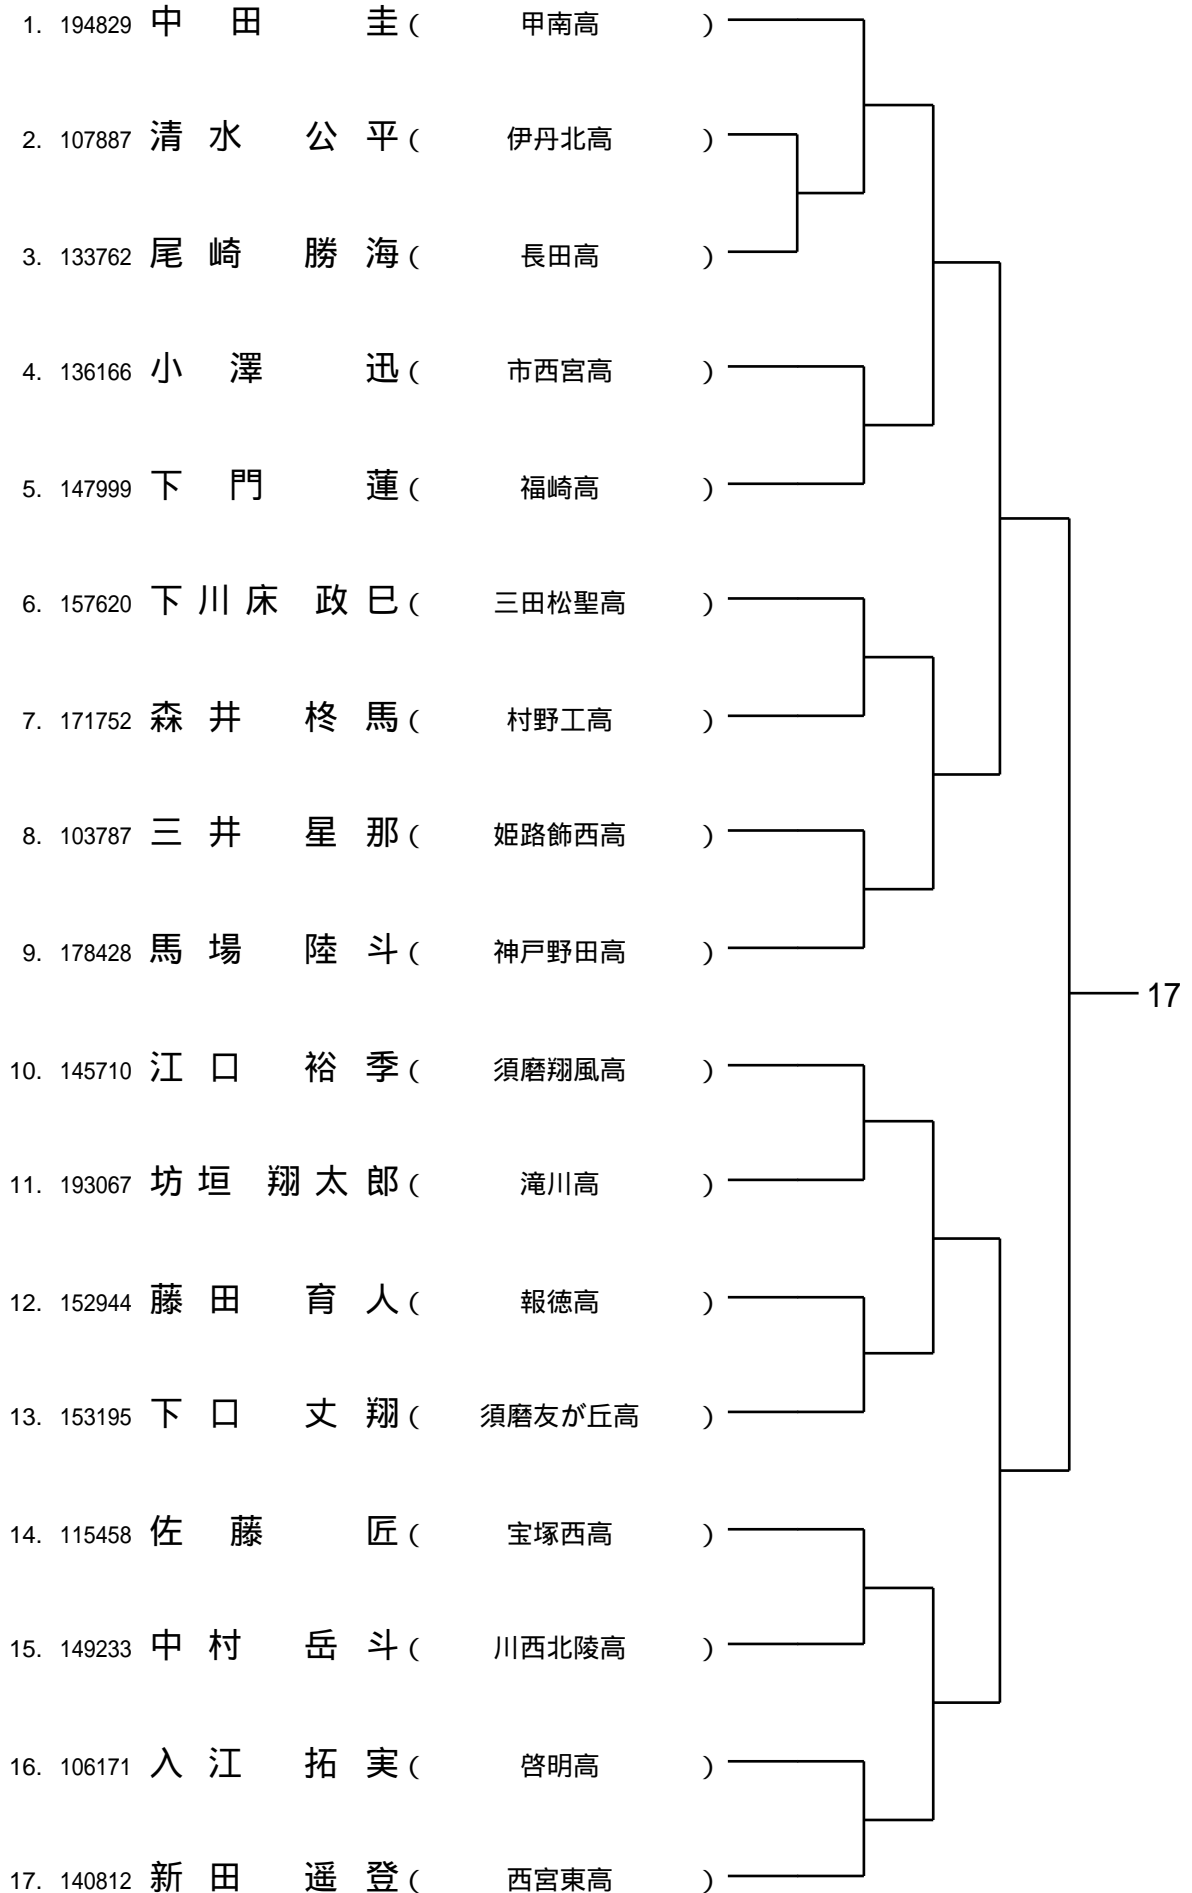 1. 194829 中田 圭 ( 甲南高 )
2. 107887 清水 公平 ( 伊丹北高 )
3. 133762 尾崎 勝海 ( 長田高 )
4. 136166 小澤 迅 ( 市西宮高 )
5. 147999 下門 蓮 ( 福崎高 )
6. 157620 下川床 政巳 ( 三田松聖高 )
7. 171752 森井 柊馬 ( 村野工高 )
8. 103787 三井 星那 ( 姫路飾西高 )
9. 178428 馬場 陸斗 ( 神戸野田高 )
17
10. 145710 江口 裕季 ( 須磨翔風高 )
11. 193067 坊垣 翔太郎 ( 滝川高 )
12. 152944 藤田 育人 ( 報徳高 )
13. 153195 下口 丈翔 ( 須磨友が丘高 )
14. 115458 佐藤 匠 ( 宝塚西高 )
15. 149233 中村 岳斗 ( 川西北陵高 )
16. 106171 入江 拓実 ( 啓明高 )
17. 140812 新田 遥登 ( 西宮東高 )